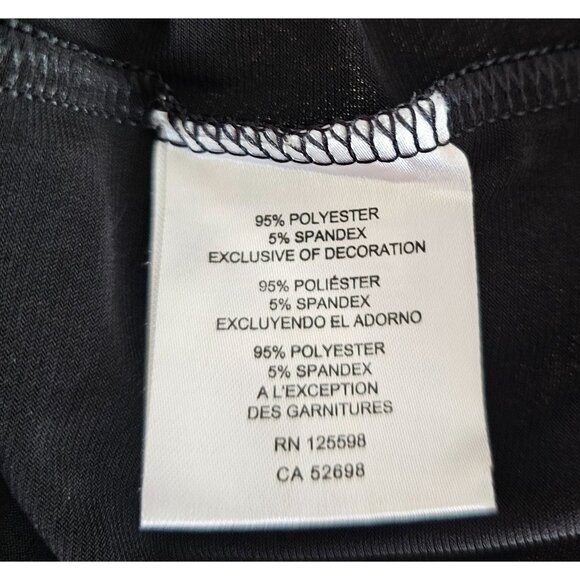 95% POLYESTER
5% SPANDEX
EXCLUSIVE OF DECORATION
95% POLIÉSTER
5% SPANDEX
EXCLUYENDO EL ADORNO
95% POLYESTER
5% SPANDEX
A L'EXCEPTION
DES GARNITURES
RN 125598
CA 52698